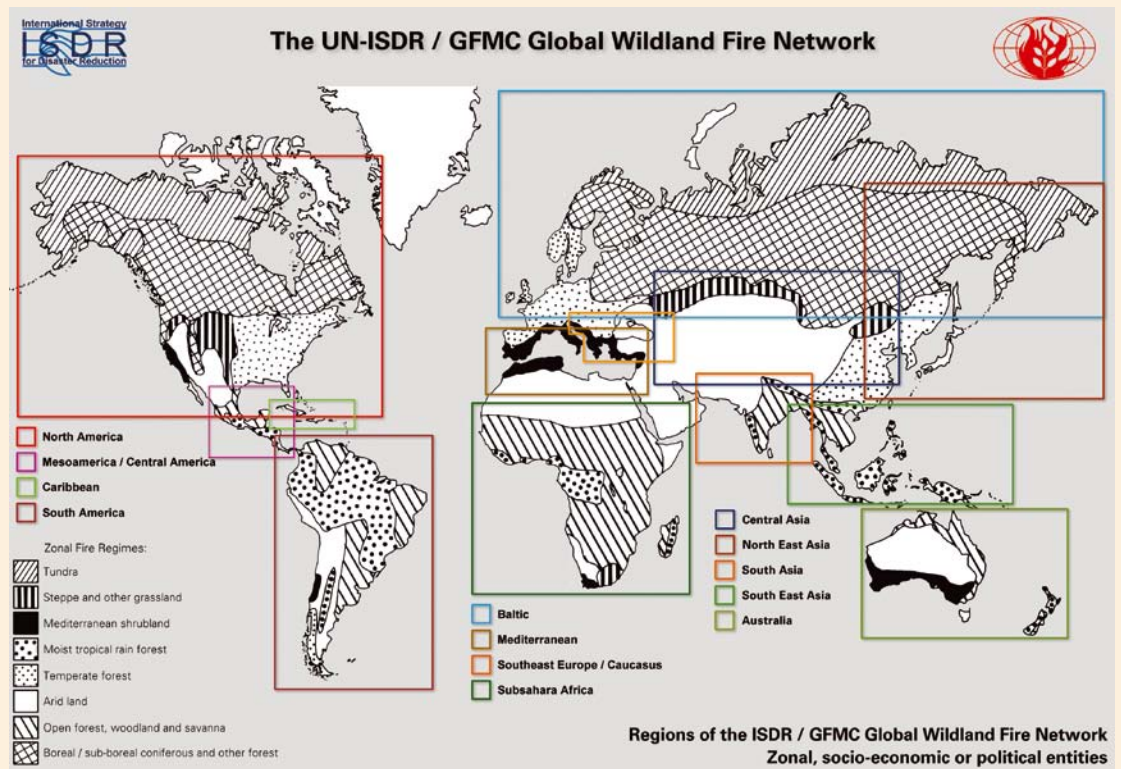 International Strategy
ISDR
for Disaster Reduction
The UN-ISDR / GFMC Global Wildland Fire Network
North America
Mesoamerica / Central America
Caribbean
South America
Zonal Fire Regimes:
Tundra
Steppe and other grassland
Mediterranean shrubland
Moist tropical rain forest
Temperate forest
Arid land
Open forest, woodland and savanna
Boreal / sub-boreal coniferous and other forest
Baltic
Mediterranean
Southeast Europe / Caucasus
Subsahara Africa
Central Asia
North East Asia
South Asia
South East Asia
Australia
Regions of the ISDR / GFMC Global Wildland Fire Network
Zonal, socio-economic or political entities